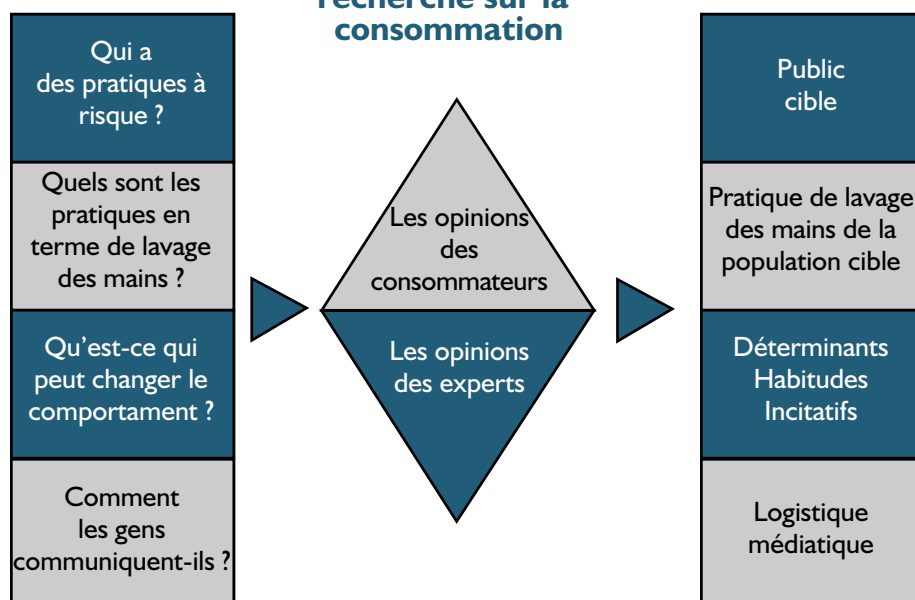 recherche sur la
consommation
Qui a
des pratiques à
risque ?
Quels sont les
pratiques en
terme de lavage
des mains ?
Qu'est-ce qui
peut changer le
comportament ?
Comment
les gens
communiquent-ils ?
Les opinions
des
consommateurs
Les opinions
des experts
Public
cible
Pratique de lavage
des mains de la
population cible
Déterminants
Habitudes
Incitatifs
Logistique
médiatique